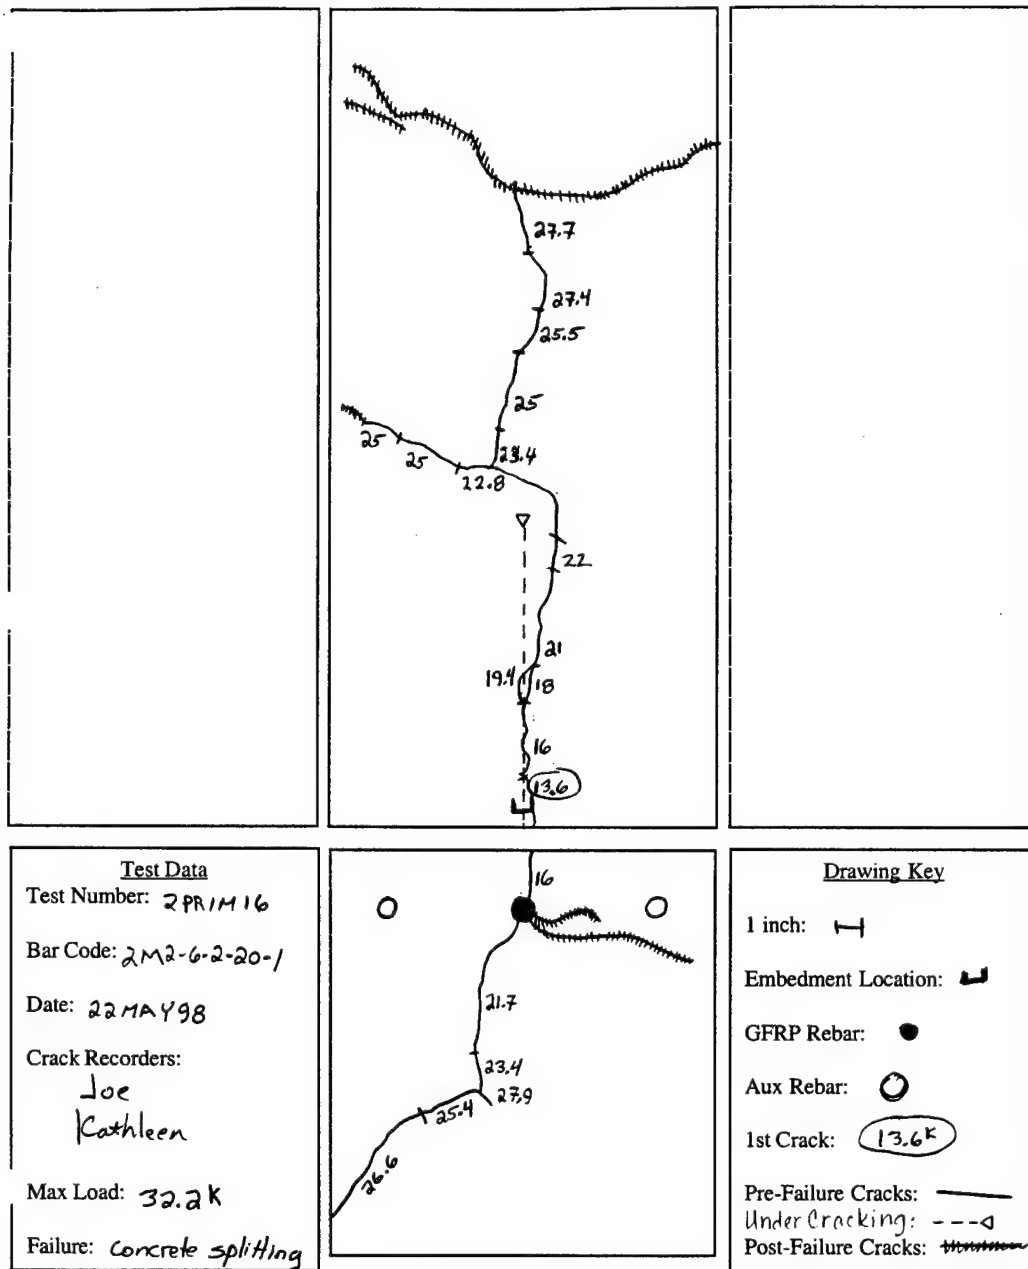 27.7
27.4
25.5
25
23.4
25
25
22.8
22
21
19.4
18
16
13.6
Test Data
Test Number: 2PRIM16
Bar Code: 2M2-6-2-20-1
Date: 22MAY98
Crack Recorders:
Joe
Kathleen
Max Load: 32.2K
Failure: Concrete splitting
16
21.7
23.4
27.9
25.4
26.6
Drawing Key
1 inch:
Embedment Location:
GFRP Rebar:
Aux Rebar:
1st Crack: 13.6K
Pre-Failure Cracks:
Under Cracking:
Post-Failure Cracks: